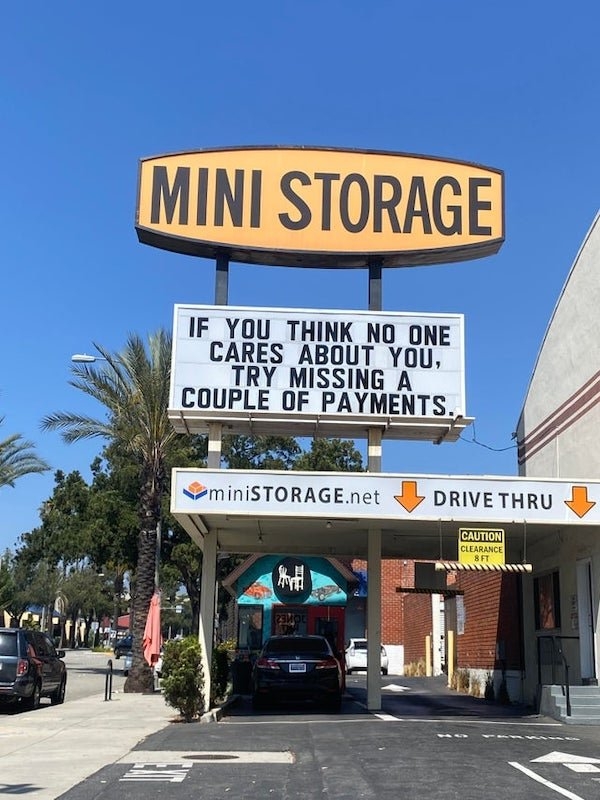 MINI STORAGE
IF YOU THINK NO ONE
CARES ABOUT YOU,
TRY MISSING A
COUPLE OF PAYMENTS.
miniSTORAGE.net DRIVE THRU
CAUTION
CLEARANCE
8 FT
NO PARKING
EXIT